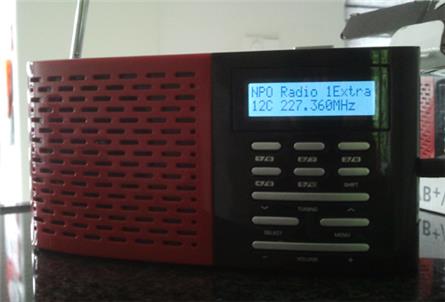 NPO Radio 1Extra
12C 227.360MHz
SHIFT
TUNING
SELECT
MENU
- VOLUME +